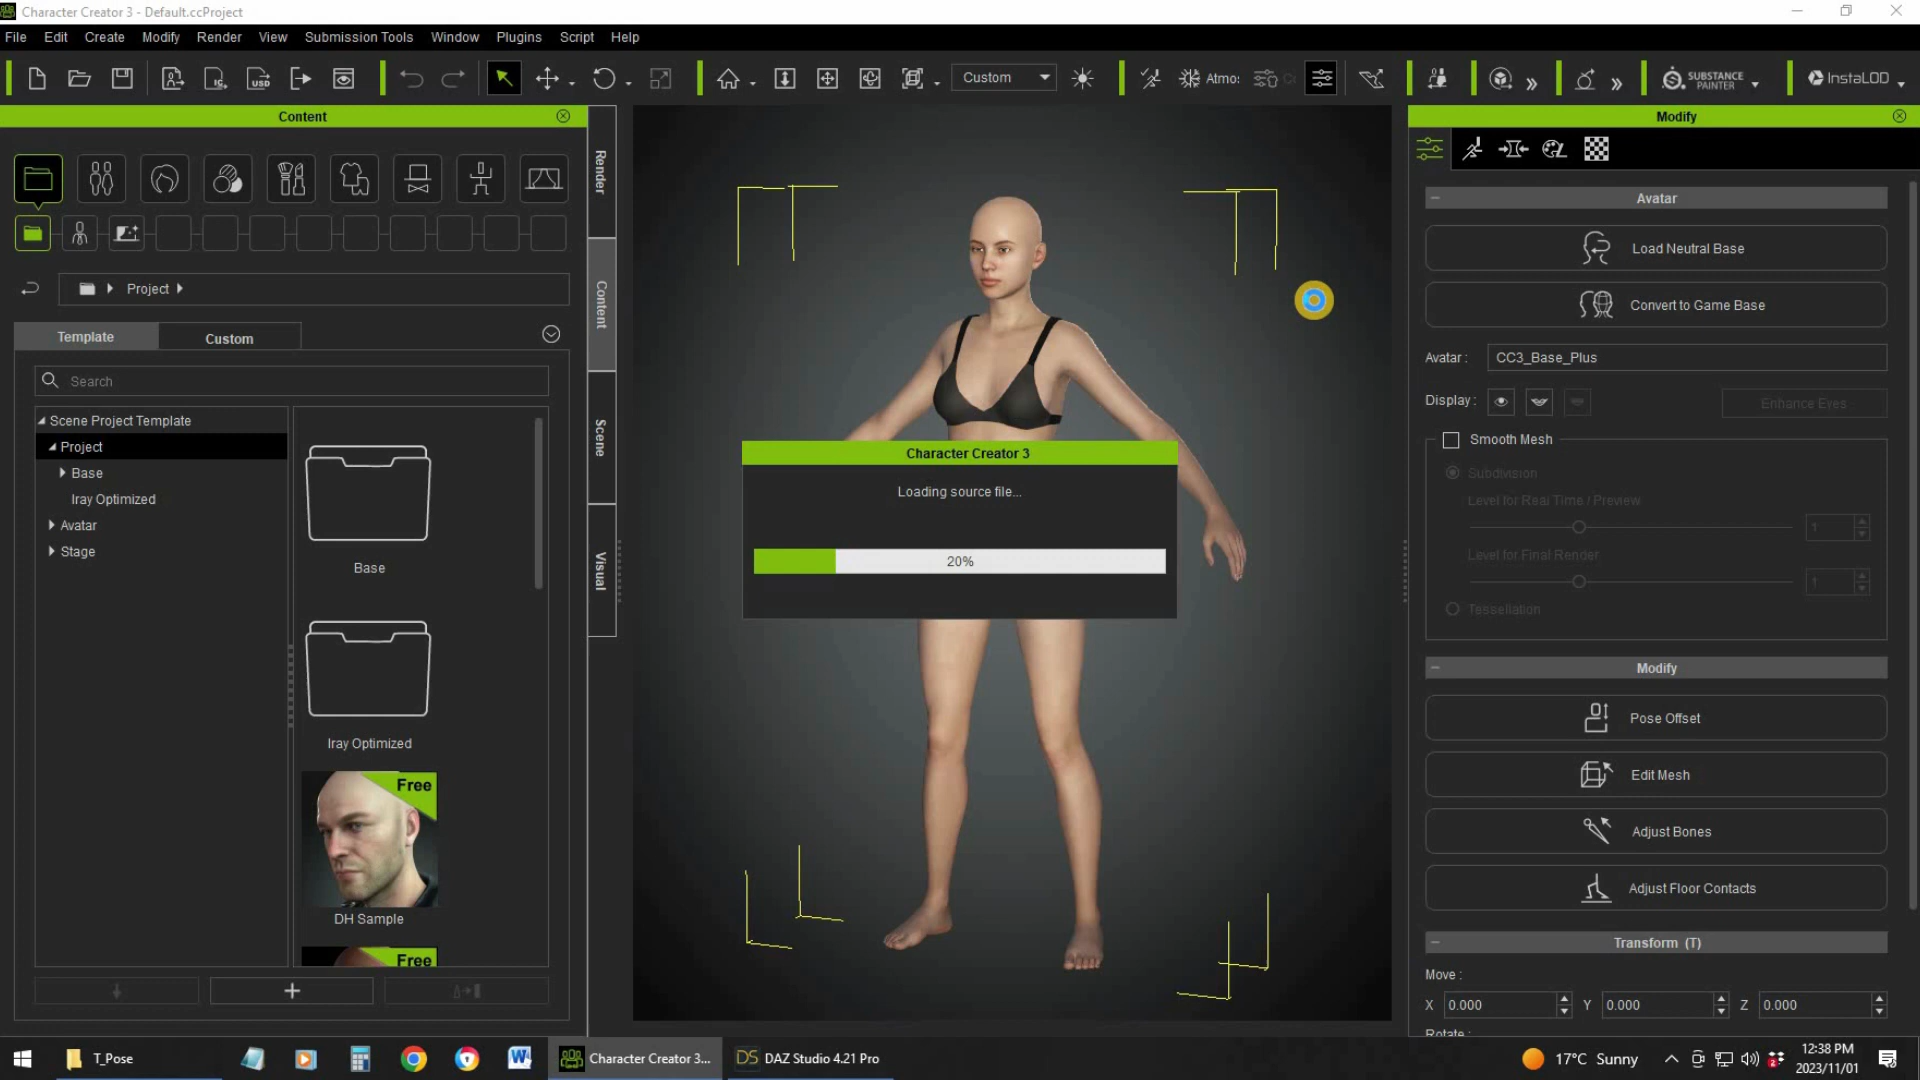 Character Creator 3 - Default.ccProject
File Edit Create Modify Render View Submission Tools Window Plugins Script Help
Custom
Atmo:
SUBSTANCE
PAINTER
InstaLOD
Content
Modify
Render
Content
Scene
Visual
Project
Template
Custom
Search
Scene Project Template
Project
Base
Iray Optimized
Avatar
Stage
Base
Iray Optimized
Free
DH Sample
Free
Character Creator 3
Loading source file...
20%
Avatar
Load Neutral Base
Convert to Game Base
Avatar : CC3_Base_Plus
Display : Enhance Eyes
Smooth Mesh
Subdivision
Level for Real Time / Preview
1
Level for Final Render
1
Tessellation
Modify
Pose Offset
Edit Mesh
Adjust Bones
Adjust Floor Contacts
Transform (T)
Move :
X 0.000 Y 0.000 Z 0.000
Rotate :
T_Pose
Character Creator 3...
DAZ Studio 4.21 Pro
17°C Sunny
12:38 PM
2023/11/01